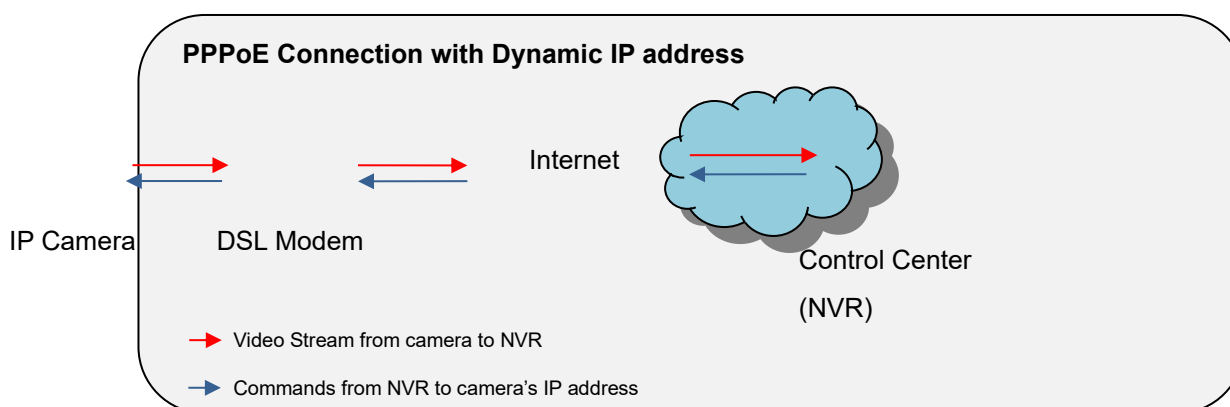 PPPoE Connection with Dynamic IP address
Internet
IP Camera
DSL Modem
Control Center
(NVR)
Video Stream from camera to NVR
Commands from NVR to camera’s IP address